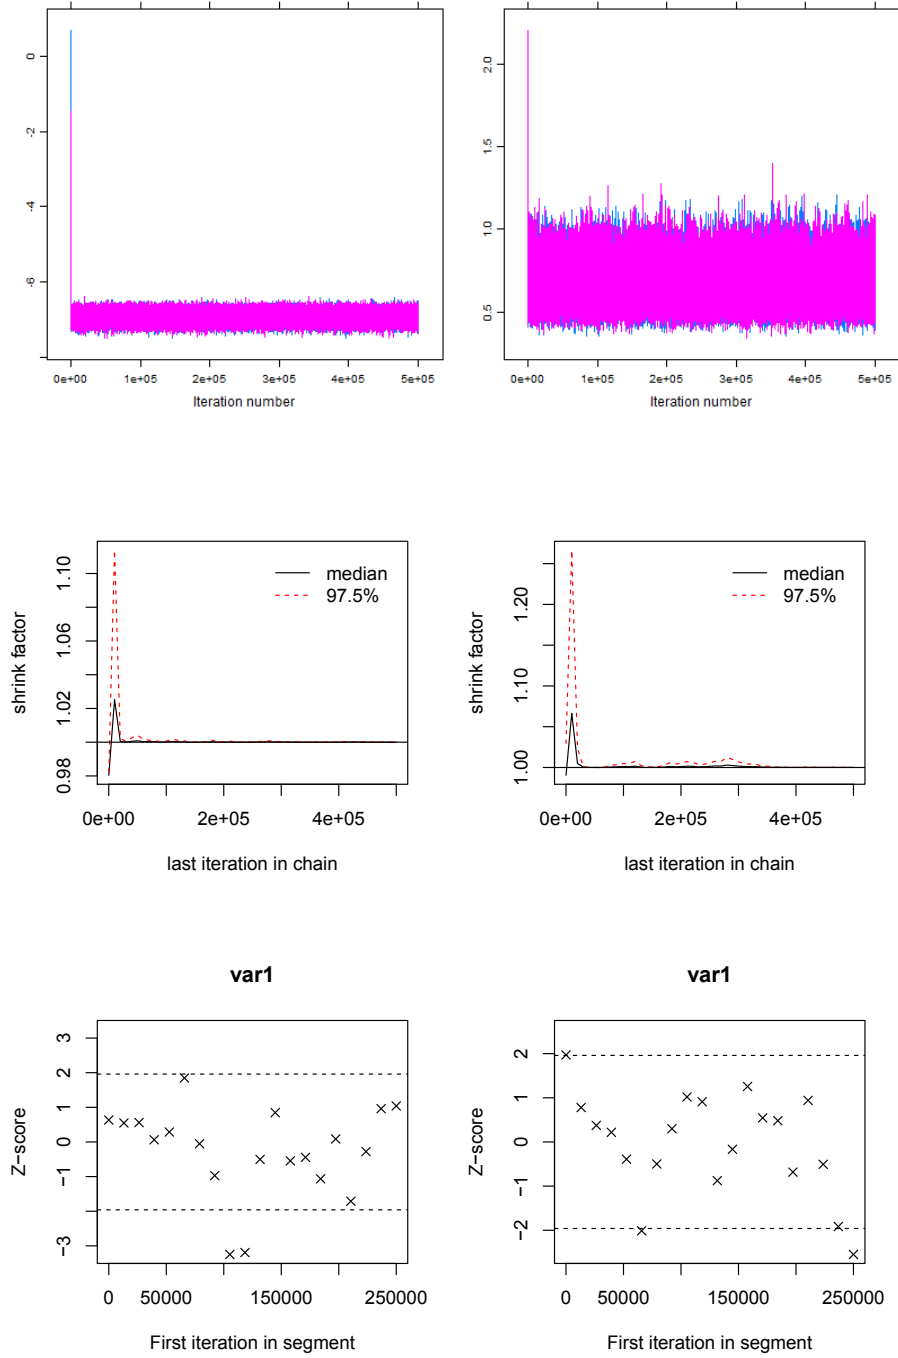 0
-2
-4
-6
0e+00 1e+05 2e+05 3e+05 4e+05 5e+05
Iteration number
2.0
1.5
1.0
0.5
0e+00 1e+05 2e+05 3e+05 4e+05 5e+05
Iteration number
shrink factor
1.10
1.06
1.02
0.98
median
97.5%
0e+00 2e+05 4e+05
last iteration in chain
shrink factor
1.20
1.10
1.00
median
97.5%
0e+00 2e+05 4e+05
last iteration in chain
var1
Z-score
3
2
1
0
−1
−3
0 50000 150000 250000
First iteration in segment
var1
Z-score
2
1
0
−1
−2
0 50000 150000 250000
First iteration in segment